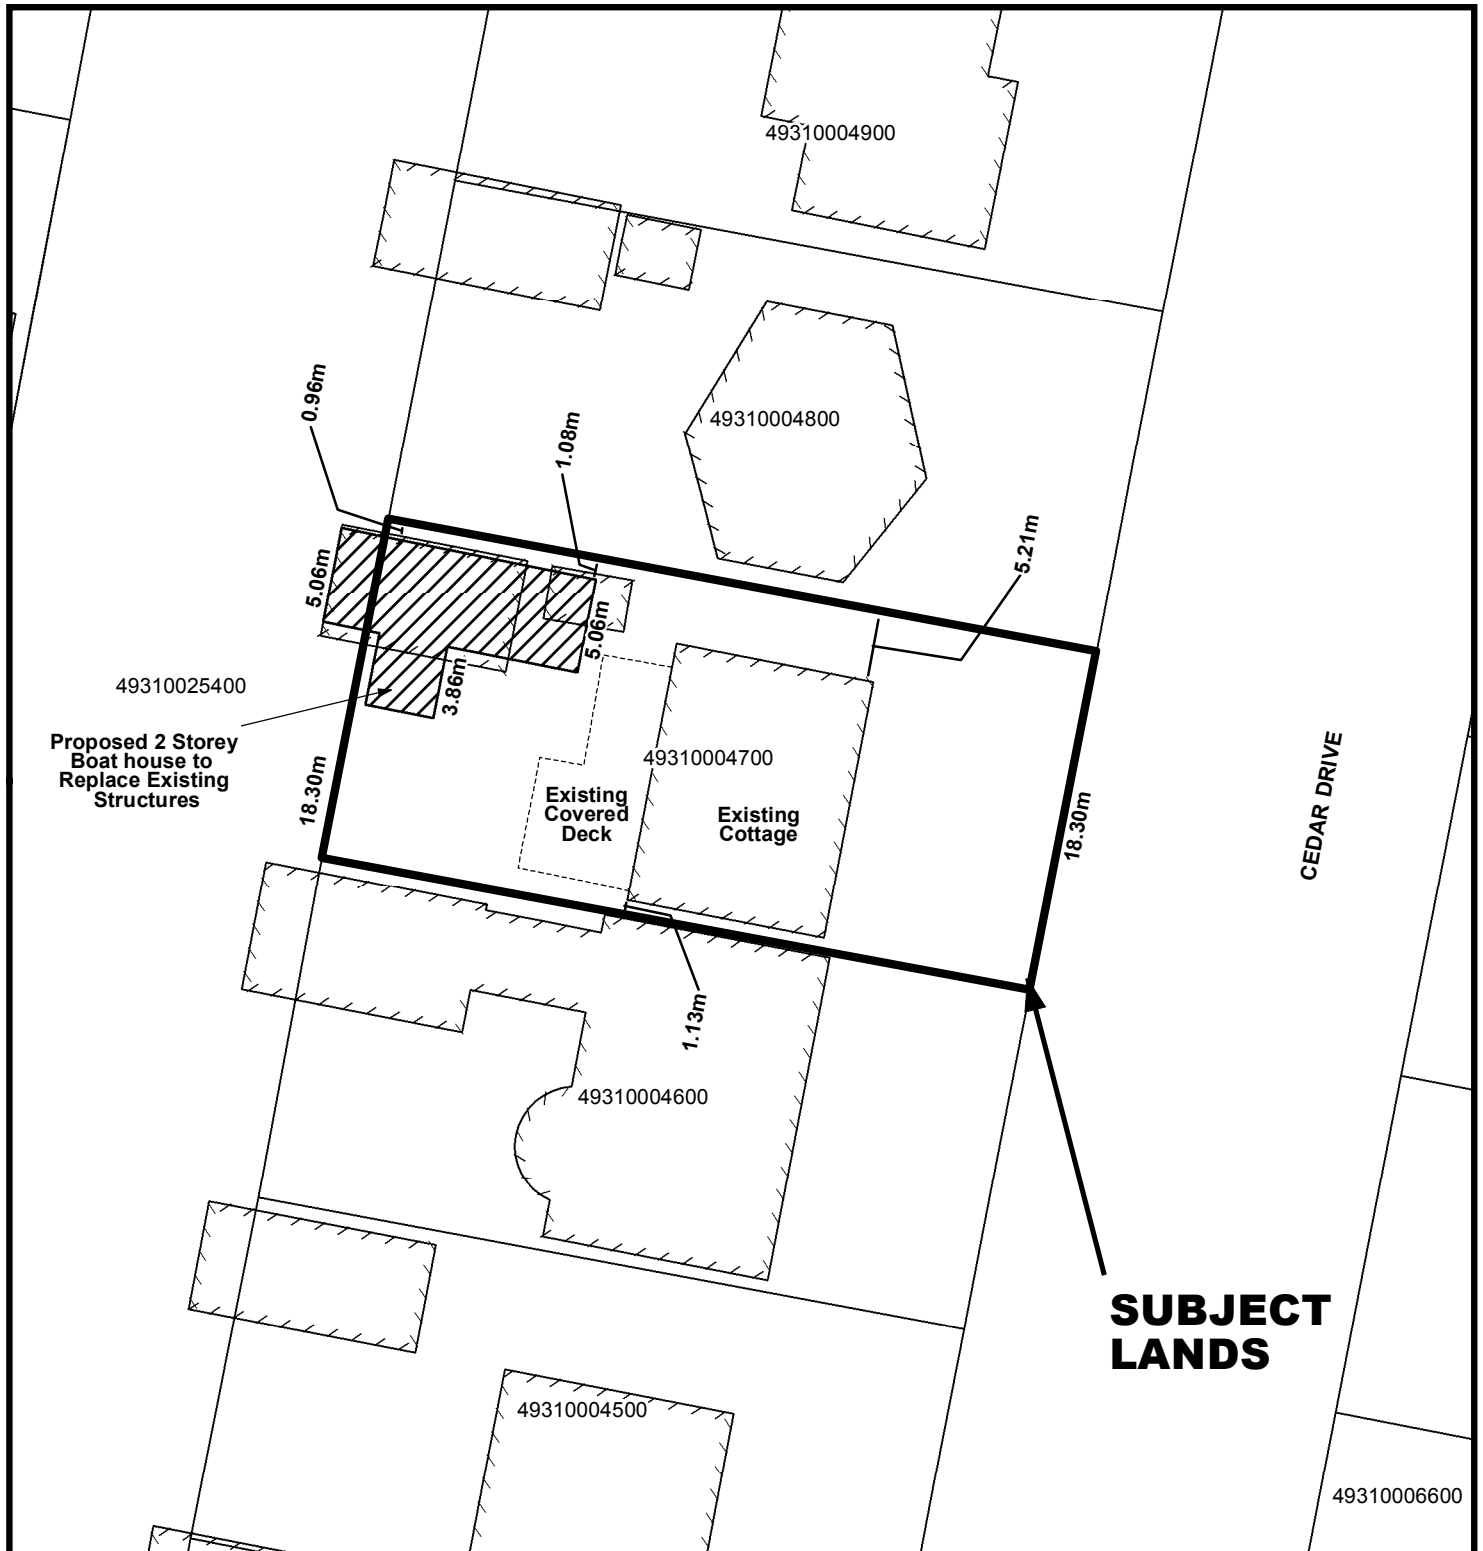 49310004900
0.96m
49310004800
1.08m
5.21m
5.06m
5.06m
3.86m
49310025400
Proposed 2 Storey
Boat house to
Replace Existing
Structures
18.30m
49310004700
Existing
Covered
Deck
Existing
Cottage
18.30m
CEDAR DRIVE
1.13m
49310004600
SUBJECT
LANDS
49310004500
49310006600